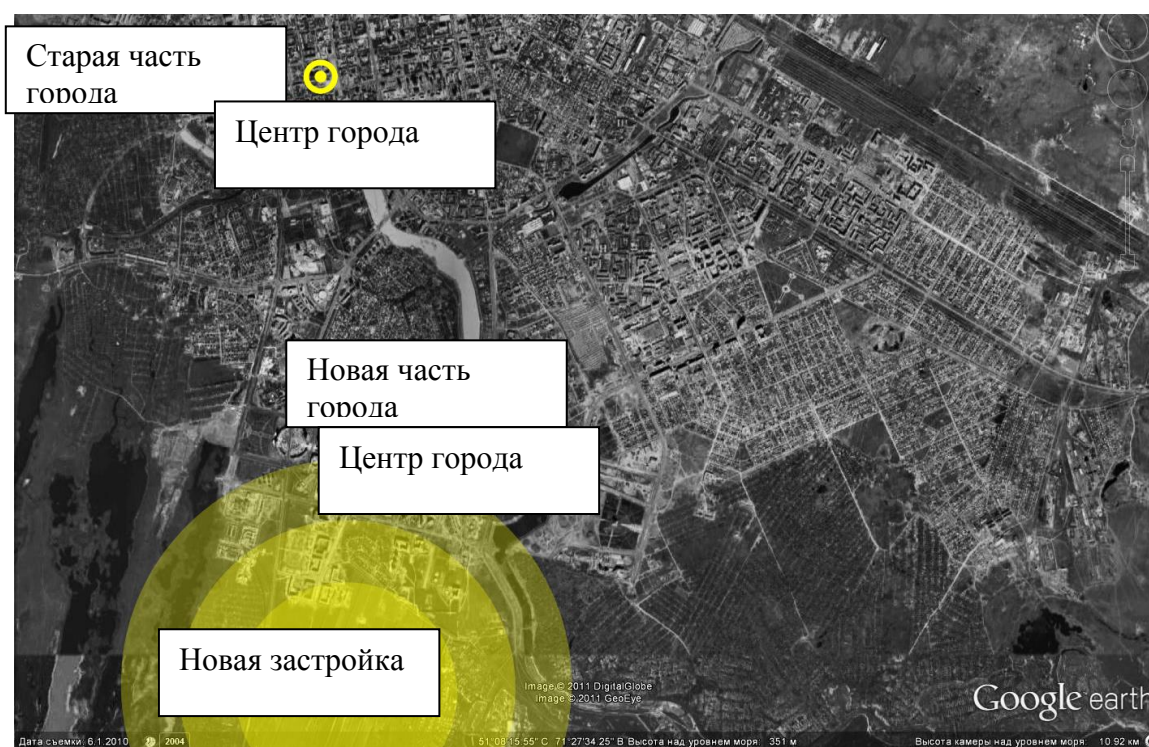 Старая часть
города
Центр города
Новая часть
города
Центр города
Новая застройка
Image © 2011 DigitalGlobe
Image © 2011 GeoEye
Google earth
Дата съемки 6.1.2010 2004 51°08'15.55" С 71°27'34.25" В Высота над уровнем моря: 351 м Высота камеры над уровнем моря: 10.92 км